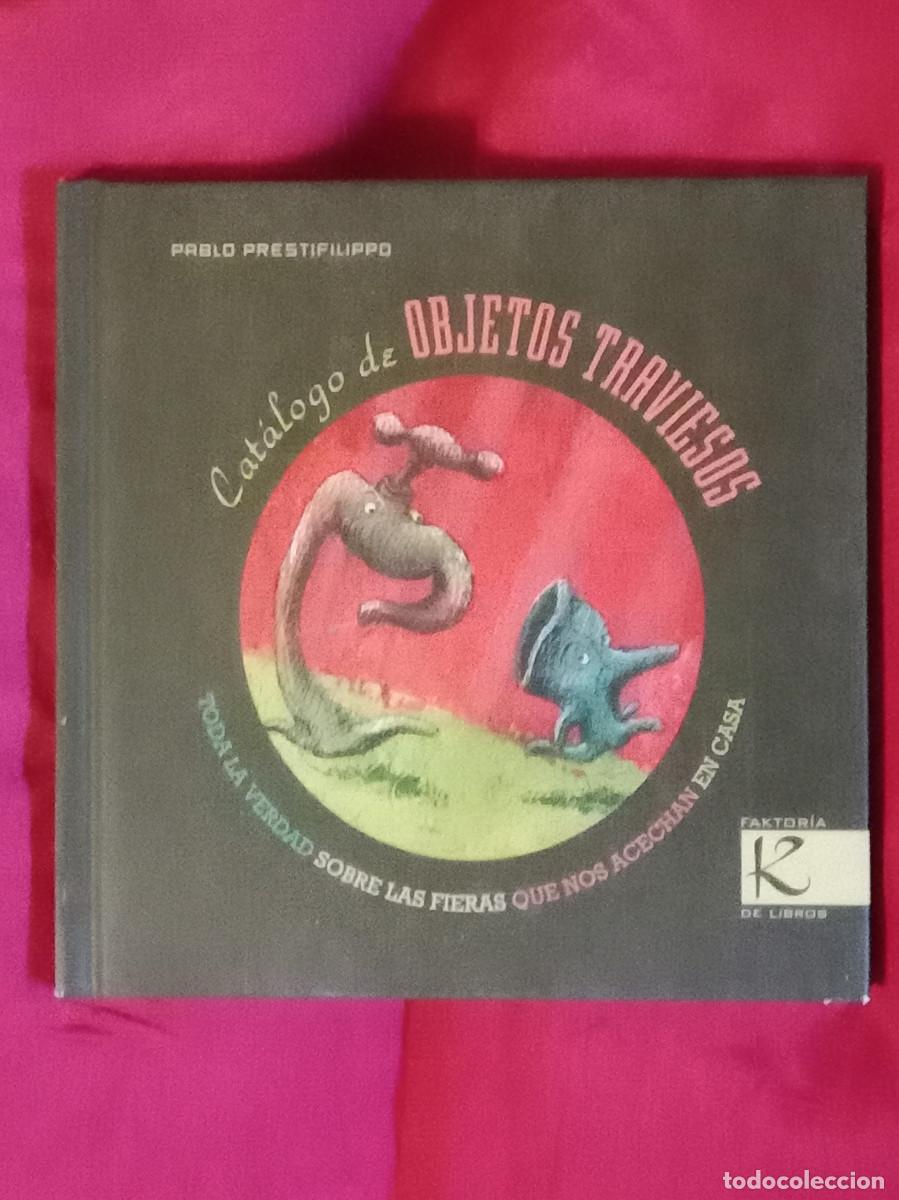 PABLO PRESTIFILIPPO
Catálogo de OBJETOS TRAVIESOS
TODA LA VERDAD SOBRE LAS FIERAS QUE NOS ACECHAN EN CASA
FAKTORÍA
K
DE LIBROS
todocoleccion